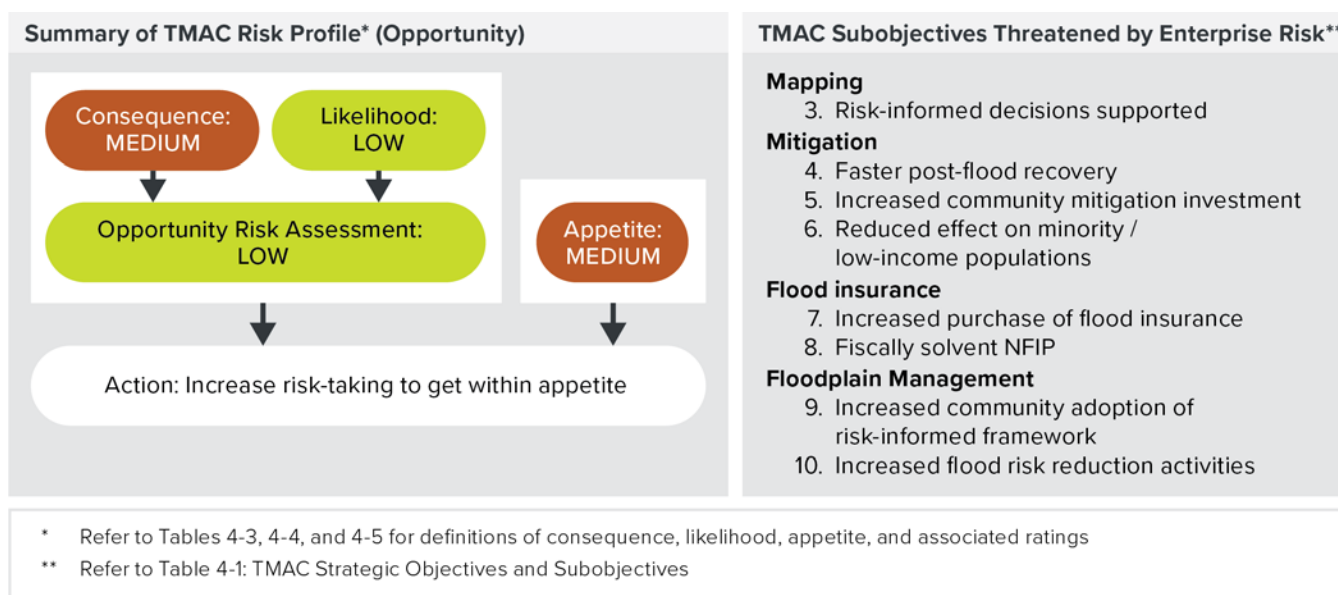 Summary of TMAC Risk Profile* (Opportunity)
Consequence:
MEDIUM
Likelihood:
LOW
Opportunity Risk Assessment:
LOW
Appetite:
MEDIUM
Action: Increase risk-taking to get within appetite
TMAC Subobjectives Threatened by Enterprise Risk**
Mapping
3. Risk-informed decisions supported
Mitigation
4. Faster post-flood recovery
5. Increased community mitigation investment
6. Reduced effect on minority /
low-income populations
Flood insurance
7. Increased purchase of flood insurance
8. Fiscally solvent NFIP
Floodplain Management
9. Increased community adoption of
risk-informed framework
10. Increased flood risk reduction activities
* Refer to Tables 4-3, 4-4, and 4-5 for definitions of consequence, likelihood, appetite, and associated ratings
** Refer to Table 4-1: TMAC Strategic Objectives and Subobjectives